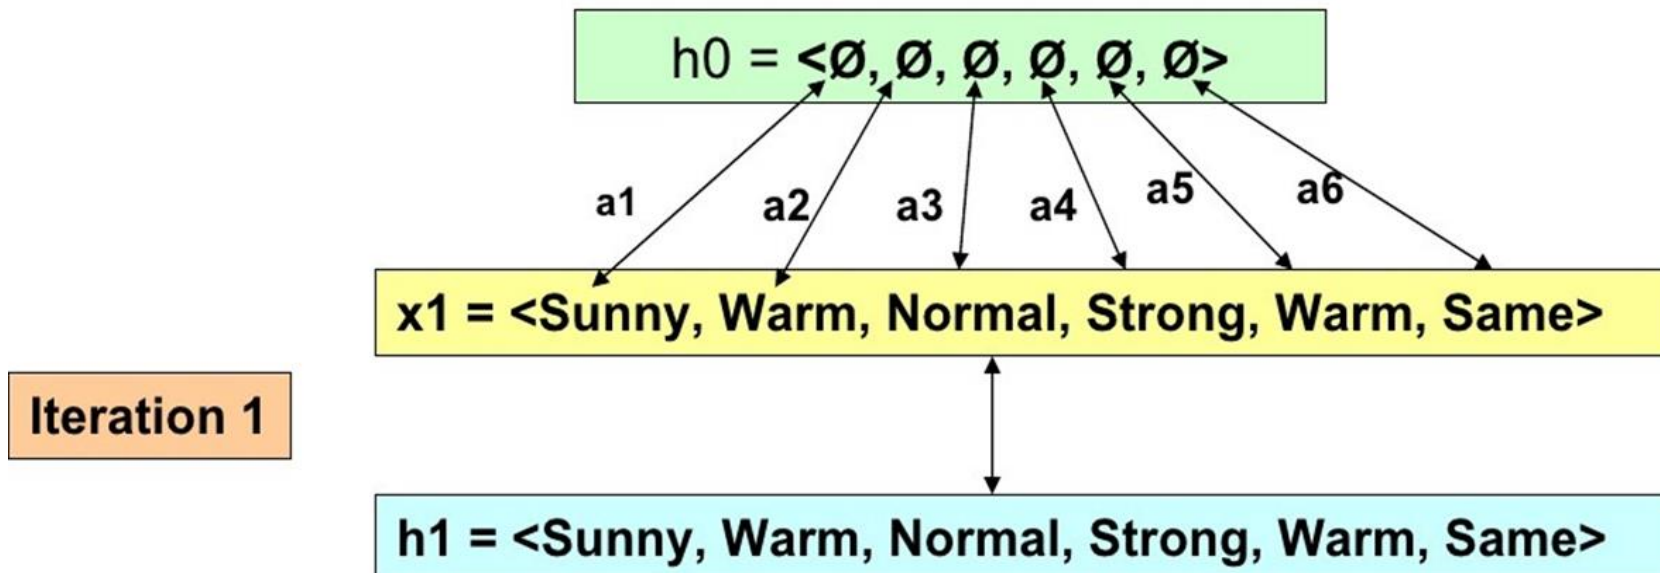 h0 = <Ø, Ø, Ø, Ø, Ø, Ø>
a1 a2 a3 a4 a5 a6
x1 = <Sunny, Warm, Normal, Strong, Warm, Same>
Iteration 1
h1 = <Sunny, Warm, Normal, Strong, Warm, Same>